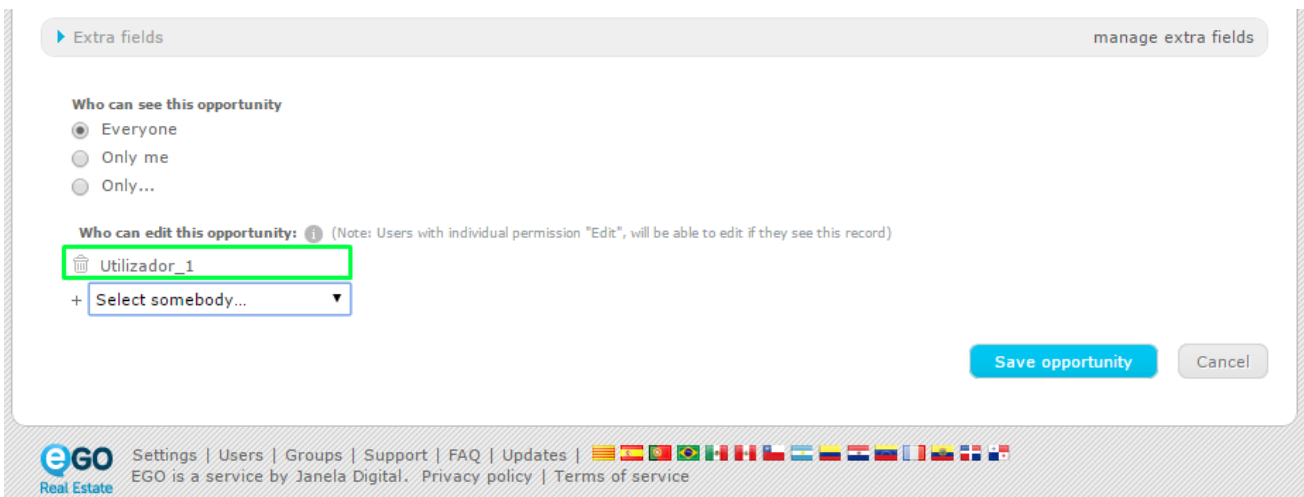 Extra fields manage extra fields
Who can see this opportunity
Everyone
Only me
Only...
Who can edit this opportunity: i (Note: Users with individual permission "Edit", will be able to edit if they see this record)
Utilizador_1
+ Select somebody...
Save opportunity Cancel
eGO Real Estate
Settings | Users | Groups | Support | FAQ | Updates |
EGO is a service by Janela Digital. Privacy policy | Terms of service